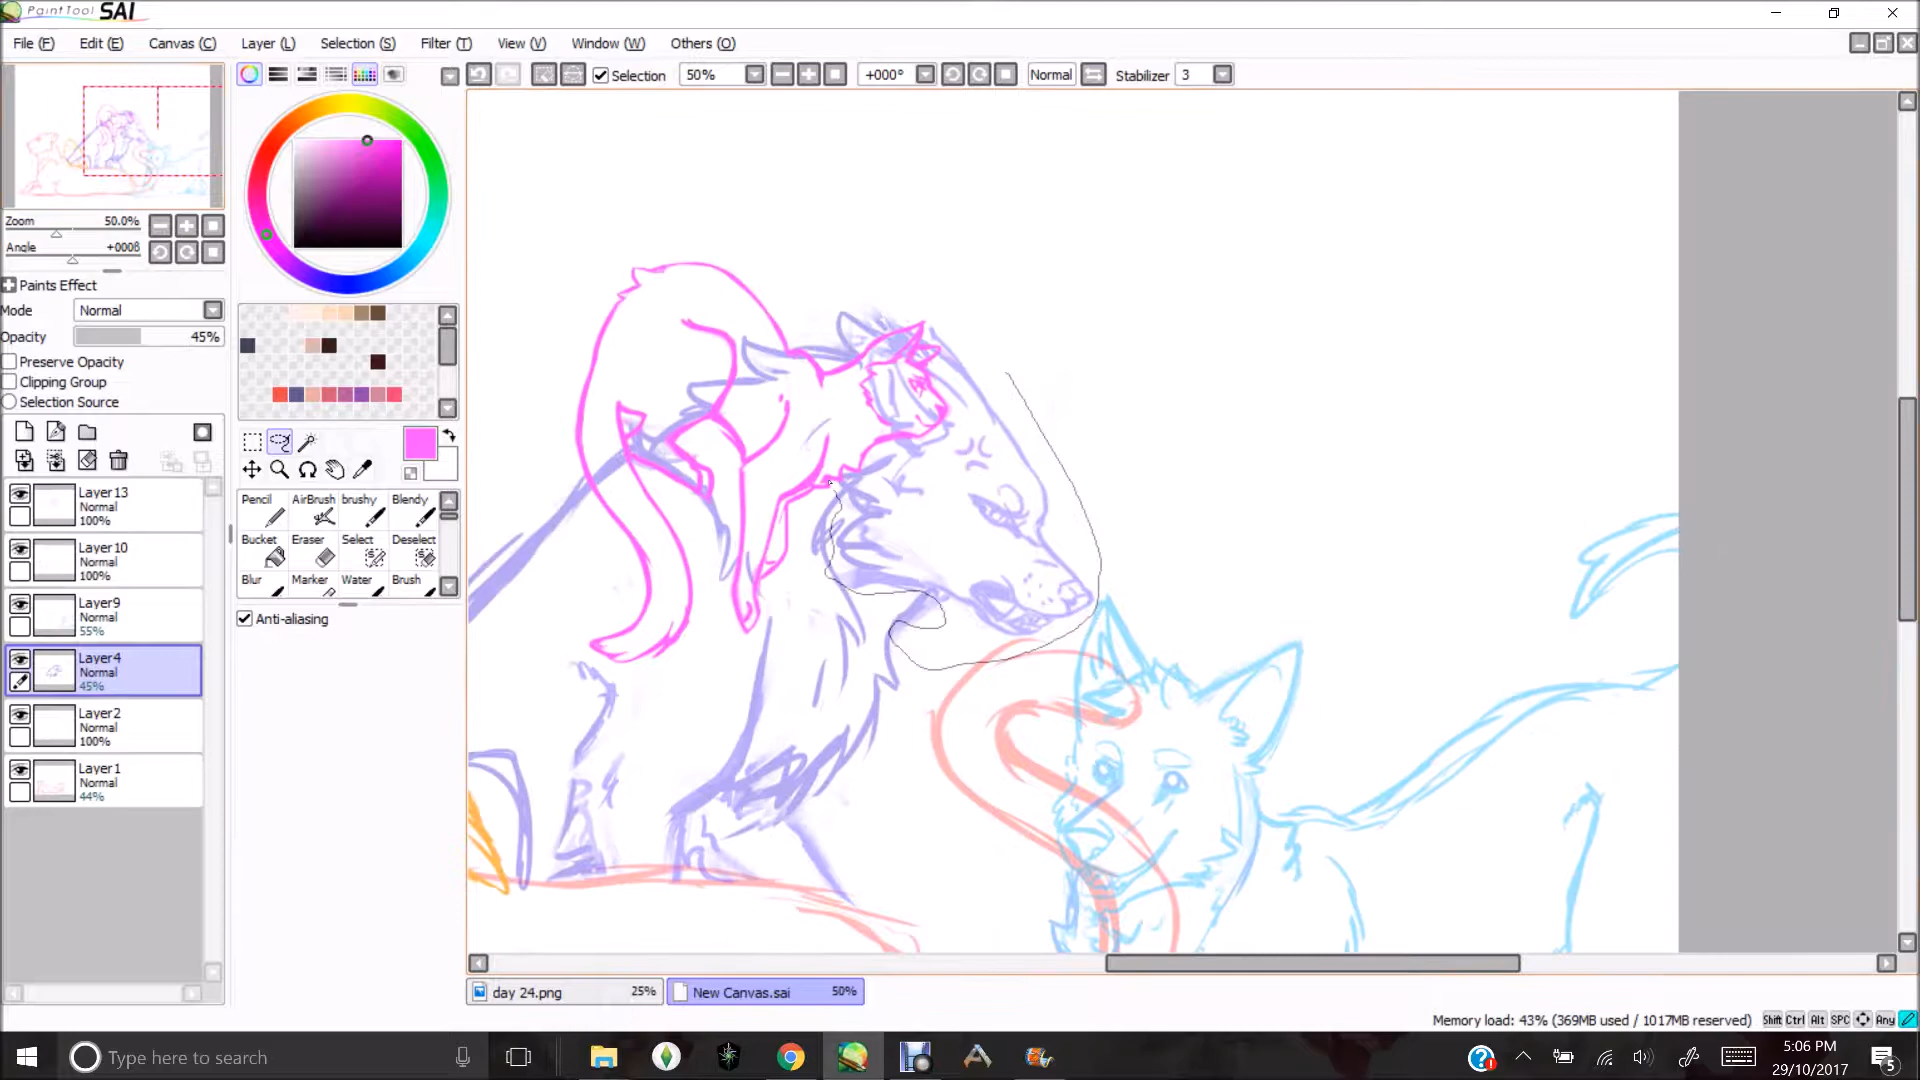 PaintTool SAI
File (F) Edit (E) Canvas (C) Layer (L) Selection (S) Filter (T) View (V) Window (W) Others (O)
Selection 50% +000° Normal Stabilizer 3
Zoom 50.0%
Angle +000ß
Paints Effect
Mode Normal
Opacity 45%
Preserve Opacity
Clipping Group
Selection Source
Layer13
Normal
100%
Layer10
Normal
100%
Layer9
Normal
55%
Layer4
Normal
45%
Layer2
Normal
100%
Layer1
Normal
44%
Pencil AirBrush brushy Blendy
Bucket Eraser Select Deselect
Blur Marker Water Brush
Anti-aliasing
day 24.png 25% New Canvas.sai 50%
Memory load: 43% (369MB used / 1017MB reserved) Shift Ctrl Alt SPC Any
Type here to search
5:06 PM
29/10/2017
5